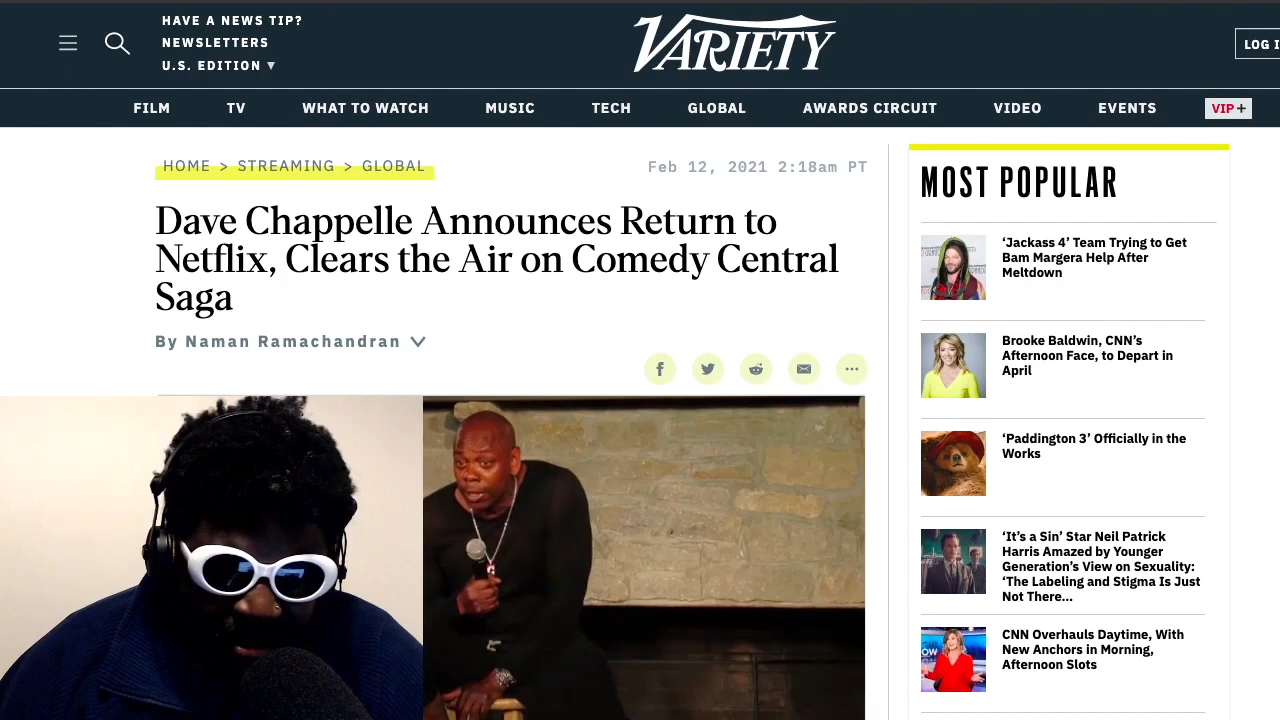 HAVE A NEWS TIP?
NEWSLETTERS
U.S. EDITION ▼
VARIETY
LOG I
FILM TV WHAT TO WATCH MUSIC TECH GLOBAL AWARDS CIRCUIT VIDEO EVENTS VIP+
HOME > STREAMING > GLOBAL
Feb 12, 2021 2:18am PT
Dave Chappelle Announces Return to
Netflix, Clears the Air on Comedy Central
Saga
By Naman Ramachandran
MOST POPULAR
‘Jackass 4’ Team Trying to Get
Bam Margera Help After
Meltdown
Brooke Baldwin, CNN’s
Afternoon Face, to Depart in
April
‘Paddington 3’ Officially in the
Works
‘It’s a Sin’ Star Neil Patrick
Harris Amazed by Younger
Generation’s View on Sexuality:
‘The Labeling and Stigma Is Just
Not There...
CNN Overhauls Daytime, With
New Anchors in Morning,
Afternoon Slots